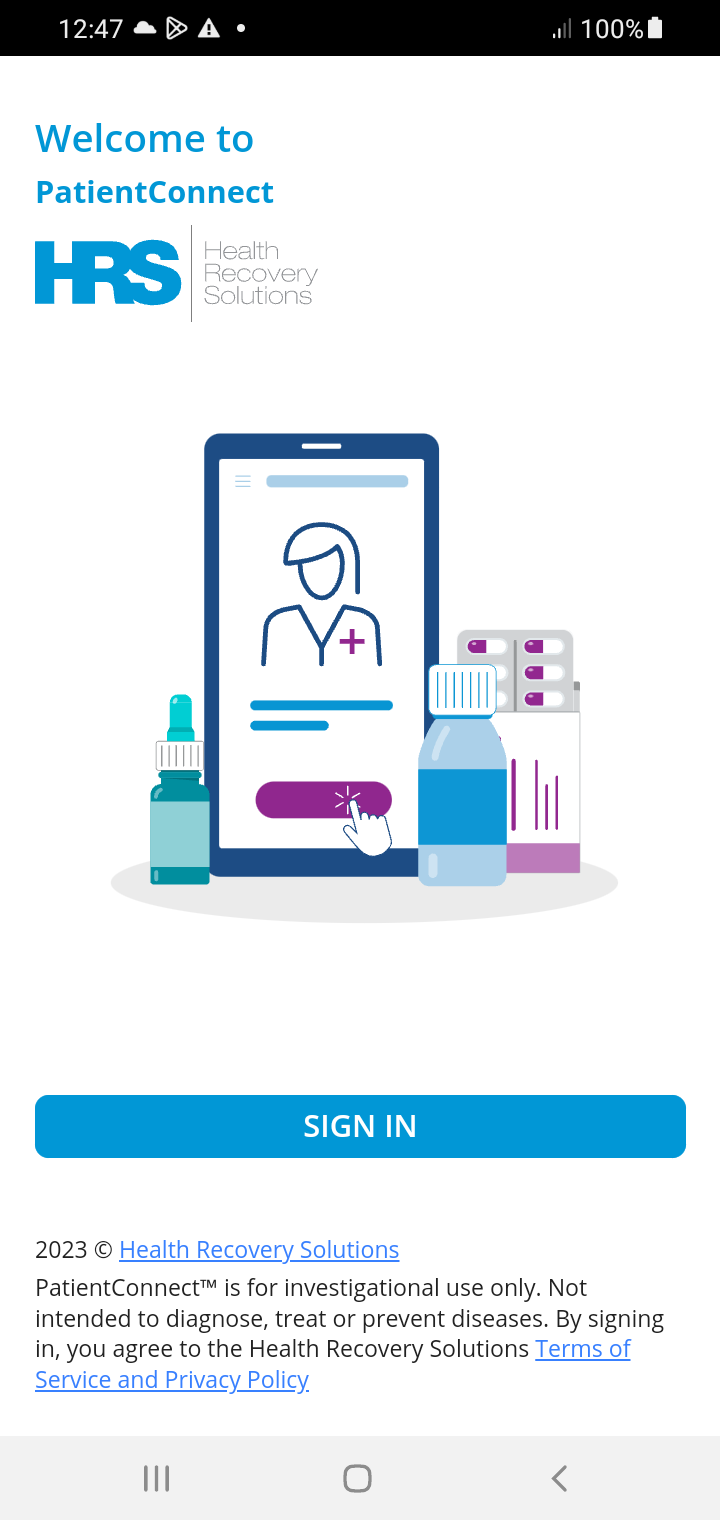 12:47
100%
Welcome to
PatientConnect
HRS
Health
Recovery
Solutions
SIGN IN
2023 © Health Recovery Solutions
PatientConnect™ is for investigational use only. Not
intended to diagnose, treat or prevent diseases. By signing
in, you agree to the Health Recovery Solutions Terms of
Service and Privacy Policy